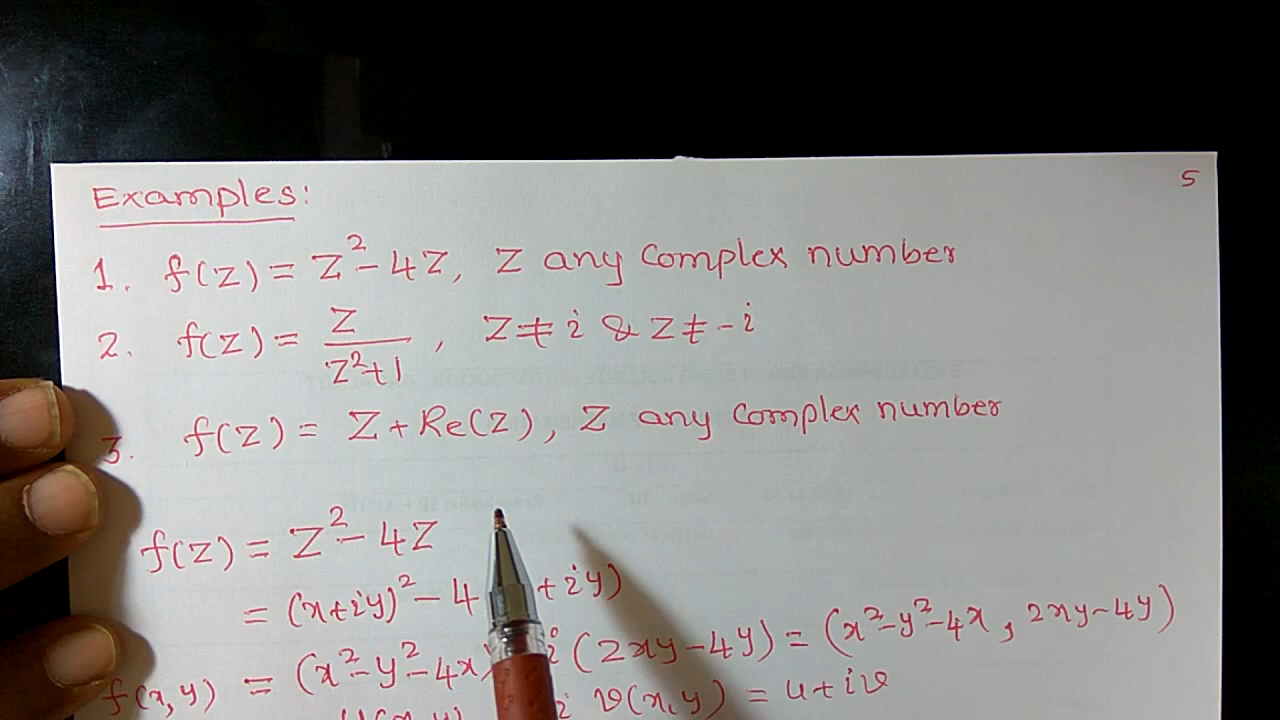 5
Examples:
1. f(z) = z² - 4z, z any complex number
2. f(z) = z / (z²+1), z ≠ i & z ≠ -i
3. f(z) = z + Re(z), z any complex number
f(z) = z² - 4z
= (x+iy)² - 4 + iy)
f(x,y) = (x²-y²-4x) i (2xy-4y) = (x²-y²-4x, 2xy-4y)
u(x,y) i v(x,y) = u+iv